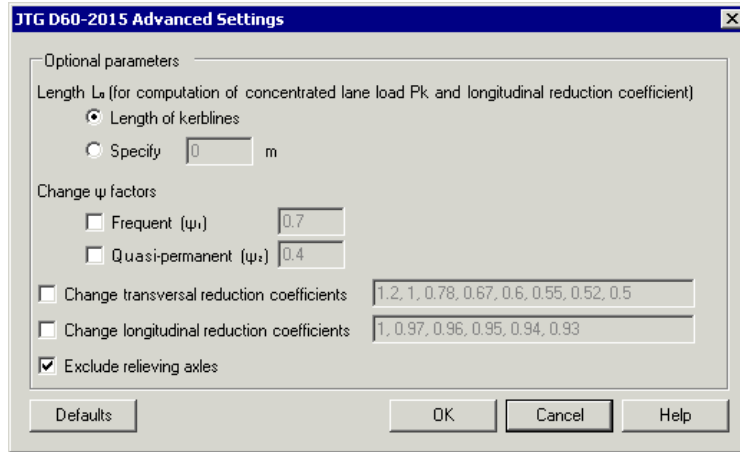 JTG D60-2015 Advanced Settings
Optional parameters
Length L₀ (for computation of concentrated lane load Pk and longitudinal reduction coefficient)
Length of kerblines
Specify 0 m
Change ψ factors
Frequent (ψ₁) 0.7
Quasi-permanent (ψ₂) 0.4
Change transversal reduction coefficients 1.2, 1, 0.78, 0.67, 0.6, 0.55, 0.52, 0.5
Change longitudinal reduction coefficients 1, 0.97, 0.96, 0.95, 0.94, 0.93
Exclude relieving axles
Defaults OK Cancel Help